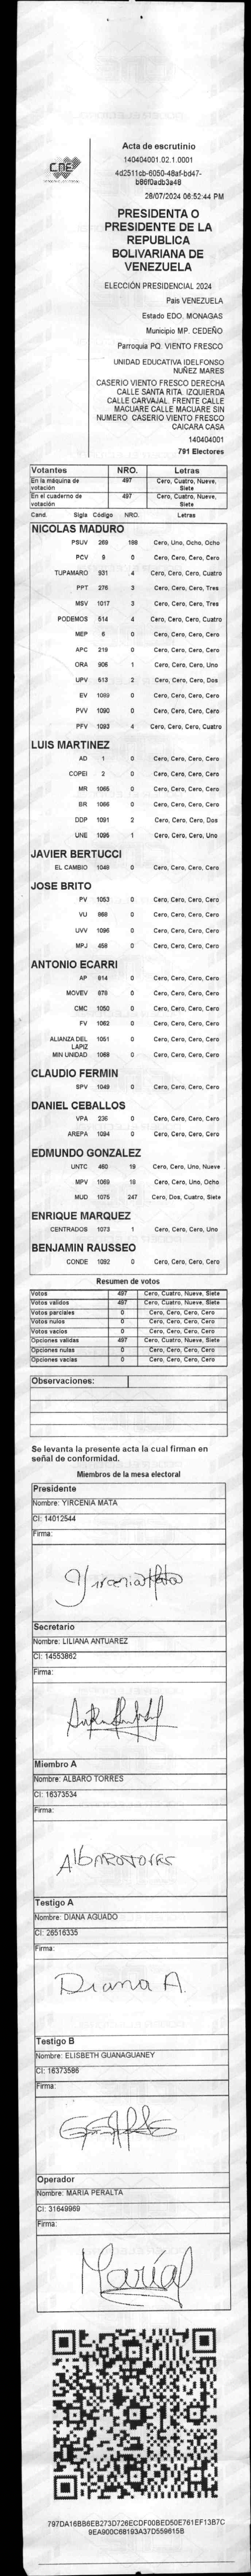 CNE
Acta de escrutinio
140404001.02.1.0001
4d2511cb-6050-48af-bd47-
b86f0adb3a48
28/07/2024 06:52:44 PM
PRESIDENTA O
PRESIDENTE DE LA
REPUBLICA
BOLIVARIANA DE
VENEZUELA
ELECCIÓN PRESIDENCIAL 2024
Pais VENEZUELA
Estado EDO. MONAGAS
Municipio MP. CEDEÑO
Parroquia PQ. VIENTO FRESCO
UNIDAD EDUCATIVA IDELFONSO
NUÑEZ MARES
CASERIO VIENTO FRESCO DERECHA
CALLE SANTA RITA. IZQUIERDA
CALLE CARVAJAL. FRENTE CALLE
MACUARE CALLE MACUARE SIN
NUMERO CASERIO VIENTO FRESCO
CAICARA CASA
140404001
791 Electores
Votantes NRO. Letras
En la máquina de votación 497 Cero, Cuatro, Nueve, Siete
En el cuaderno de votación 497 Cero, Cuatro, Nueve, Siete
Cand. Sigla Código NRO. Letras
NICOLAS MADURO
PSUV 269 188 Cero, Uno, Ocho, Ocho
PCV 9 0 Cero, Cero, Cero, Cero
TUPAMARO 931 4 Cero, Cero, Cero, Cuatro
PPT 276 3 Cero, Cero, Cero, Tres
MSV 1017 3 Cero, Cero, Cero, Tres
PODEMOS 514 4 Cero, Cero, Cero, Cuatro
MEP 6 0 Cero, Cero, Cero, Cero
APC 219 0 Cero, Cero, Cero, Cero
ORA 906 1 Cero, Cero, Cero, Uno
UPV 513 2 Cero, Cero, Cero, Dos
EV 1089 0 Cero, Cero, Cero, Cero
PVV 1090 0 Cero, Cero, Cero, Cero
PFV 1093 4 Cero, Cero, Cero, Cuatro
LUIS MARTINEZ
AD 1 0 Cero, Cero, Cero, Cero
COPEI 2 0 Cero, Cero, Cero, Cero
MR 1065 0 Cero, Cero, Cero, Cero
BR 1066 0 Cero, Cero, Cero, Cero
DDP 1091 2 Cero, Cero, Cero, Dos
UNE 1095 1 Cero, Cero, Cero, Uno
JAVIER BERTUCCI
EL CAMBIO 1048 0 Cero, Cero, Cero, Cero
JOSE BRITO
PV 1053 0 Cero, Cero, Cero, Cero
VU 968 0 Cero, Cero, Cero, Cero
UVV 1096 0 Cero, Cero, Cero, Cero
MPJ 458 0 Cero, Cero, Cero, Cero
ANTONIO ECARRI
AP 814 0 Cero, Cero, Cero, Cero
MOVEV 878 0 Cero, Cero, Cero, Cero
CMC 1050 0 Cero, Cero, Cero, Cero
FV 1062 0 Cero, Cero, Cero, Cero
ALIANZA DEL LAPIZ 1051 0 Cero, Cero, Cero, Cero
MIN UNIDAD 1068 0 Cero, Cero, Cero, Cero
CLAUDIO FERMIN
SPV 1049 0 Cero, Cero, Cero, Cero
DANIEL CEBALLOS
VPA 236 0 Cero, Cero, Cero, Cero
AREPA 1094 0 Cero, Cero, Cero, Cero
EDMUNDO GONZALEZ
UNTC 460 19 Cero, Cero, Uno, Nueve
MPV 1069 18 Cero, Cero, Uno, Ocho
MUD 1075 247 Cero, Dos, Cuatro, Siete
ENRIQUE MARQUEZ
CENTRADOS 1073 1 Cero, Cero, Cero, Uno
BENJAMIN RAUSSEO
CONDE 1092 0 Cero, Cero, Cero, Cero
Resumen de votos
Votos 497 Cero, Cuatro, Nueve, Siete
Votos validos 497 Cero, Cuatro, Nueve, Siete
Votos parciales 0 Cero, Cero, Cero, Cero
Votos nulos 0 Cero, Cero, Cero, Cero
Votos vacios 0 Cero, Cero, Cero, Cero
Opciones validas 497 Cero, Cuatro, Nueve, Siete
Opciones nulas 0 Cero, Cero, Cero, Cero
Opciones vacias 0 Cero, Cero, Cero, Cero
Observaciones:
Se levanta la presente acta la cual firman en
señal de conformidad.
Miembros de la mesa electoral
Presidente
Nombre: YIRCENIA MATA
CI: 14012544
Firma:
Yirceniamata
Secretario
Nombre: LILIANA ANTUAREZ
CI: 14553862
Firma:
Miembro A
Nombre: ALBARO TORRES
CI: 16373534
Firma:
AlbAROTORRES
Testigo A
Nombre: DIANA AGUADO
CI: 26516335
Firma:
Diana A.
Testigo B
Nombre: ELISBETH GUANAGUANEY
CI: 16373586
Firma:
Operador
Nombre: MARIA PERALTA
CI: 31649969
Firma:
Maríal
797DA16BB6EB273D726ECDF00BED50E761EF13B7C
9EA900C68193A37D559615B